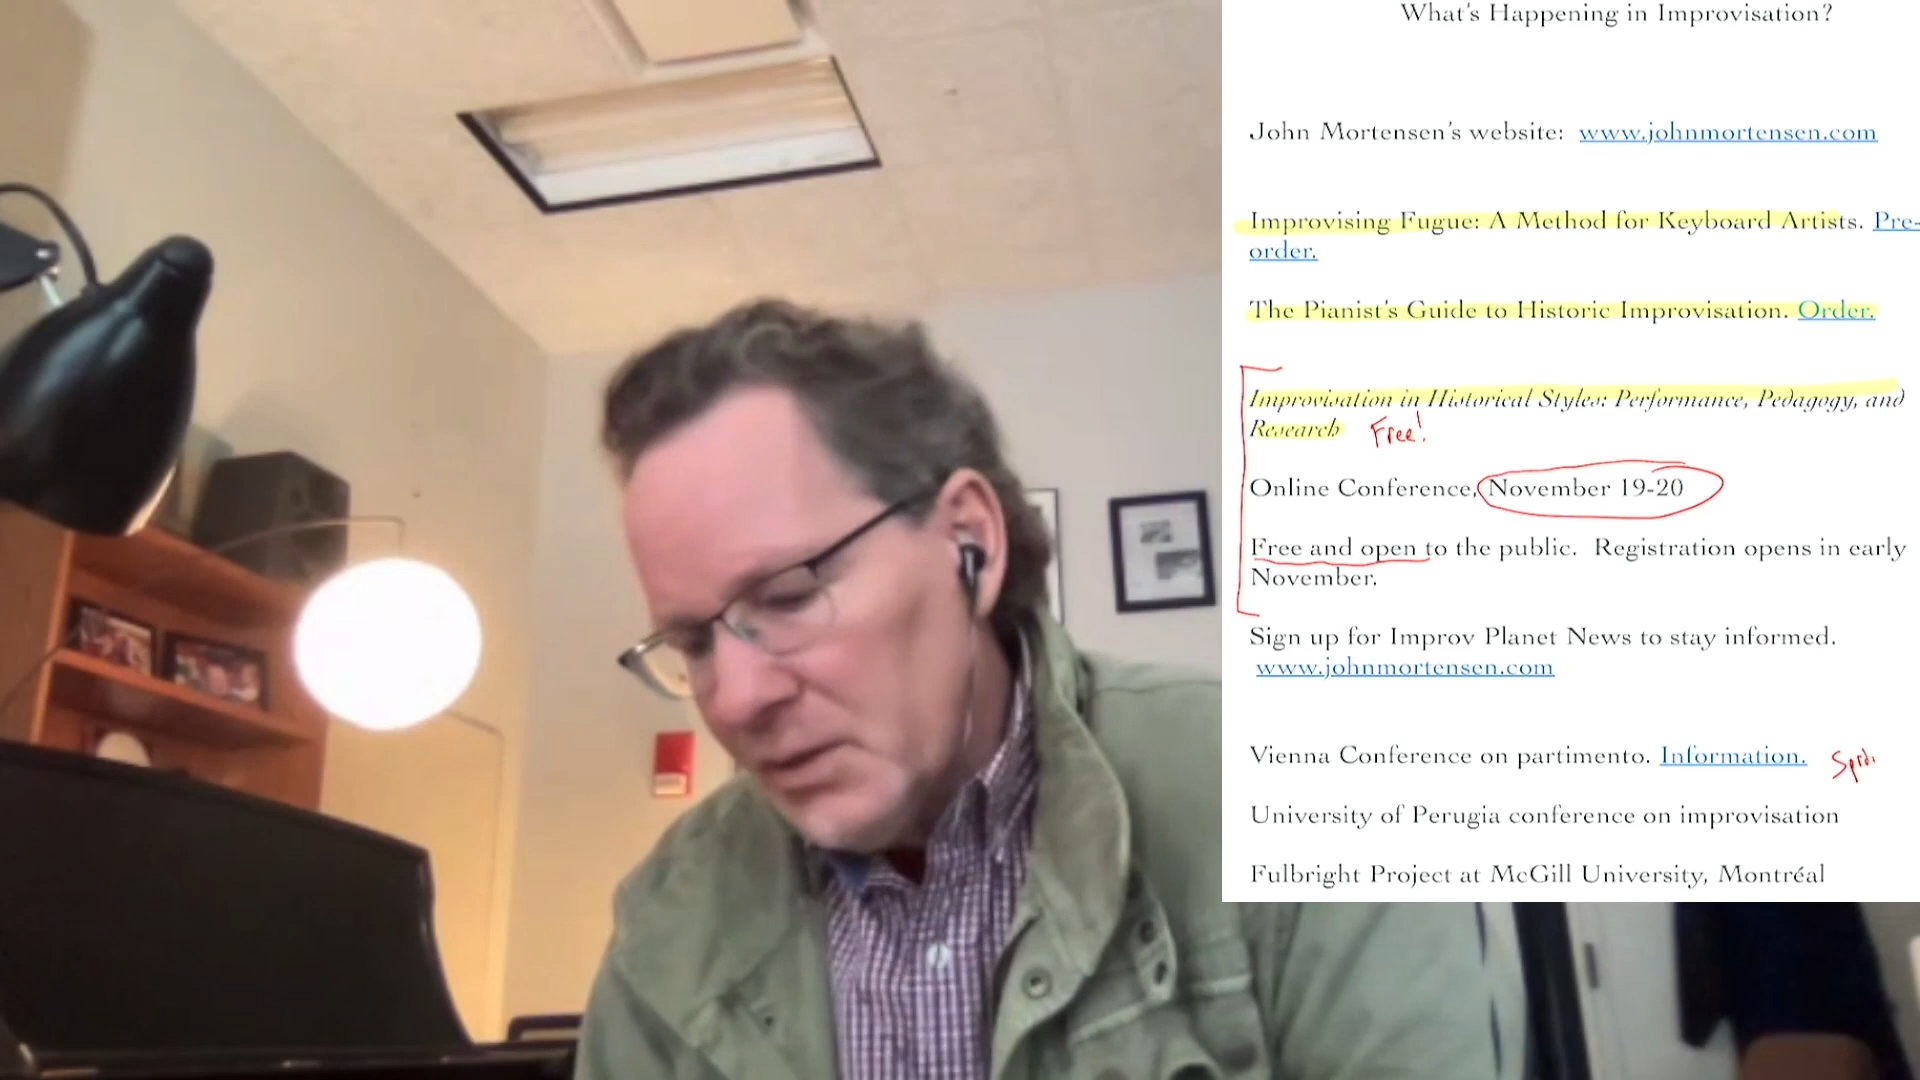 What's Happening in Improvisation?
John Mortensen's website: www.johnmortensen.com
Improvising Fugue: A Method for Keyboard Artists. Pre-
order.
The Pianist's Guide to Historic Improvisation. Order.
Improvisation in Historical Styles: Performance, Pedagogy, and
Research Free!
Online Conference, November 19-20
Free and open to the public. Registration opens in early
November.
Sign up for Improv Planet News to stay informed.
www.johnmortensen.com
Vienna Conference on partimento. Information.
University of Perugia conference on improvisation
Fulbright Project at McGill University, Montréal